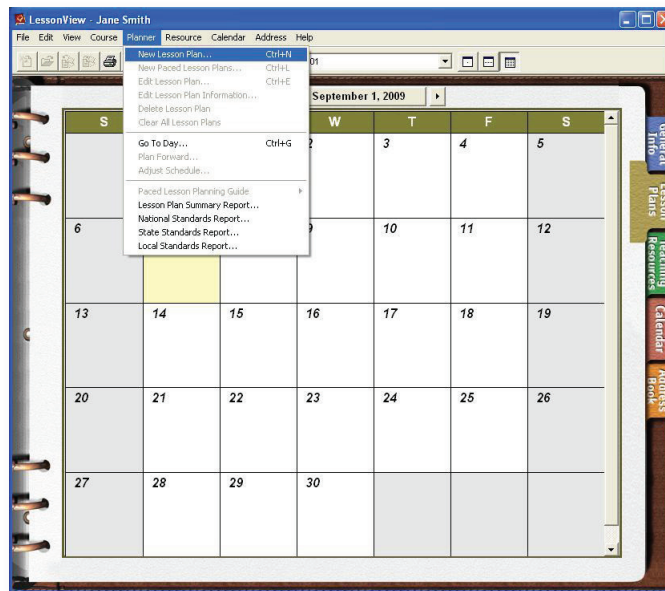 LessonView - Jane Smith
File Edit View Course Planner Resource Calendar Address Help
New Lesson Plan... Ctrl+N
New Paced Lesson Plans... Ctrl+L
Edit Lesson Plan... Ctrl+E
Edit Lesson Plan Information...
Delete Lesson Plan
Clear All Lesson Plans
Go To Day... Ctrl+G
Plan Forward...
Adjust Schedule...
Paced Lesson Planning Guide
Lesson Plan Summary Report...
National Standards Report...
State Standards Report...
Local Standards Report...
01
September 1, 2009
S W T F S
3 4 5
6 10 11 12
13 14 15 16 17 18 19
20 21 22 23 24 25 26
27 28 29 30
General Info
Lesson Plans
Teaching Resources
Calendar
Address Book